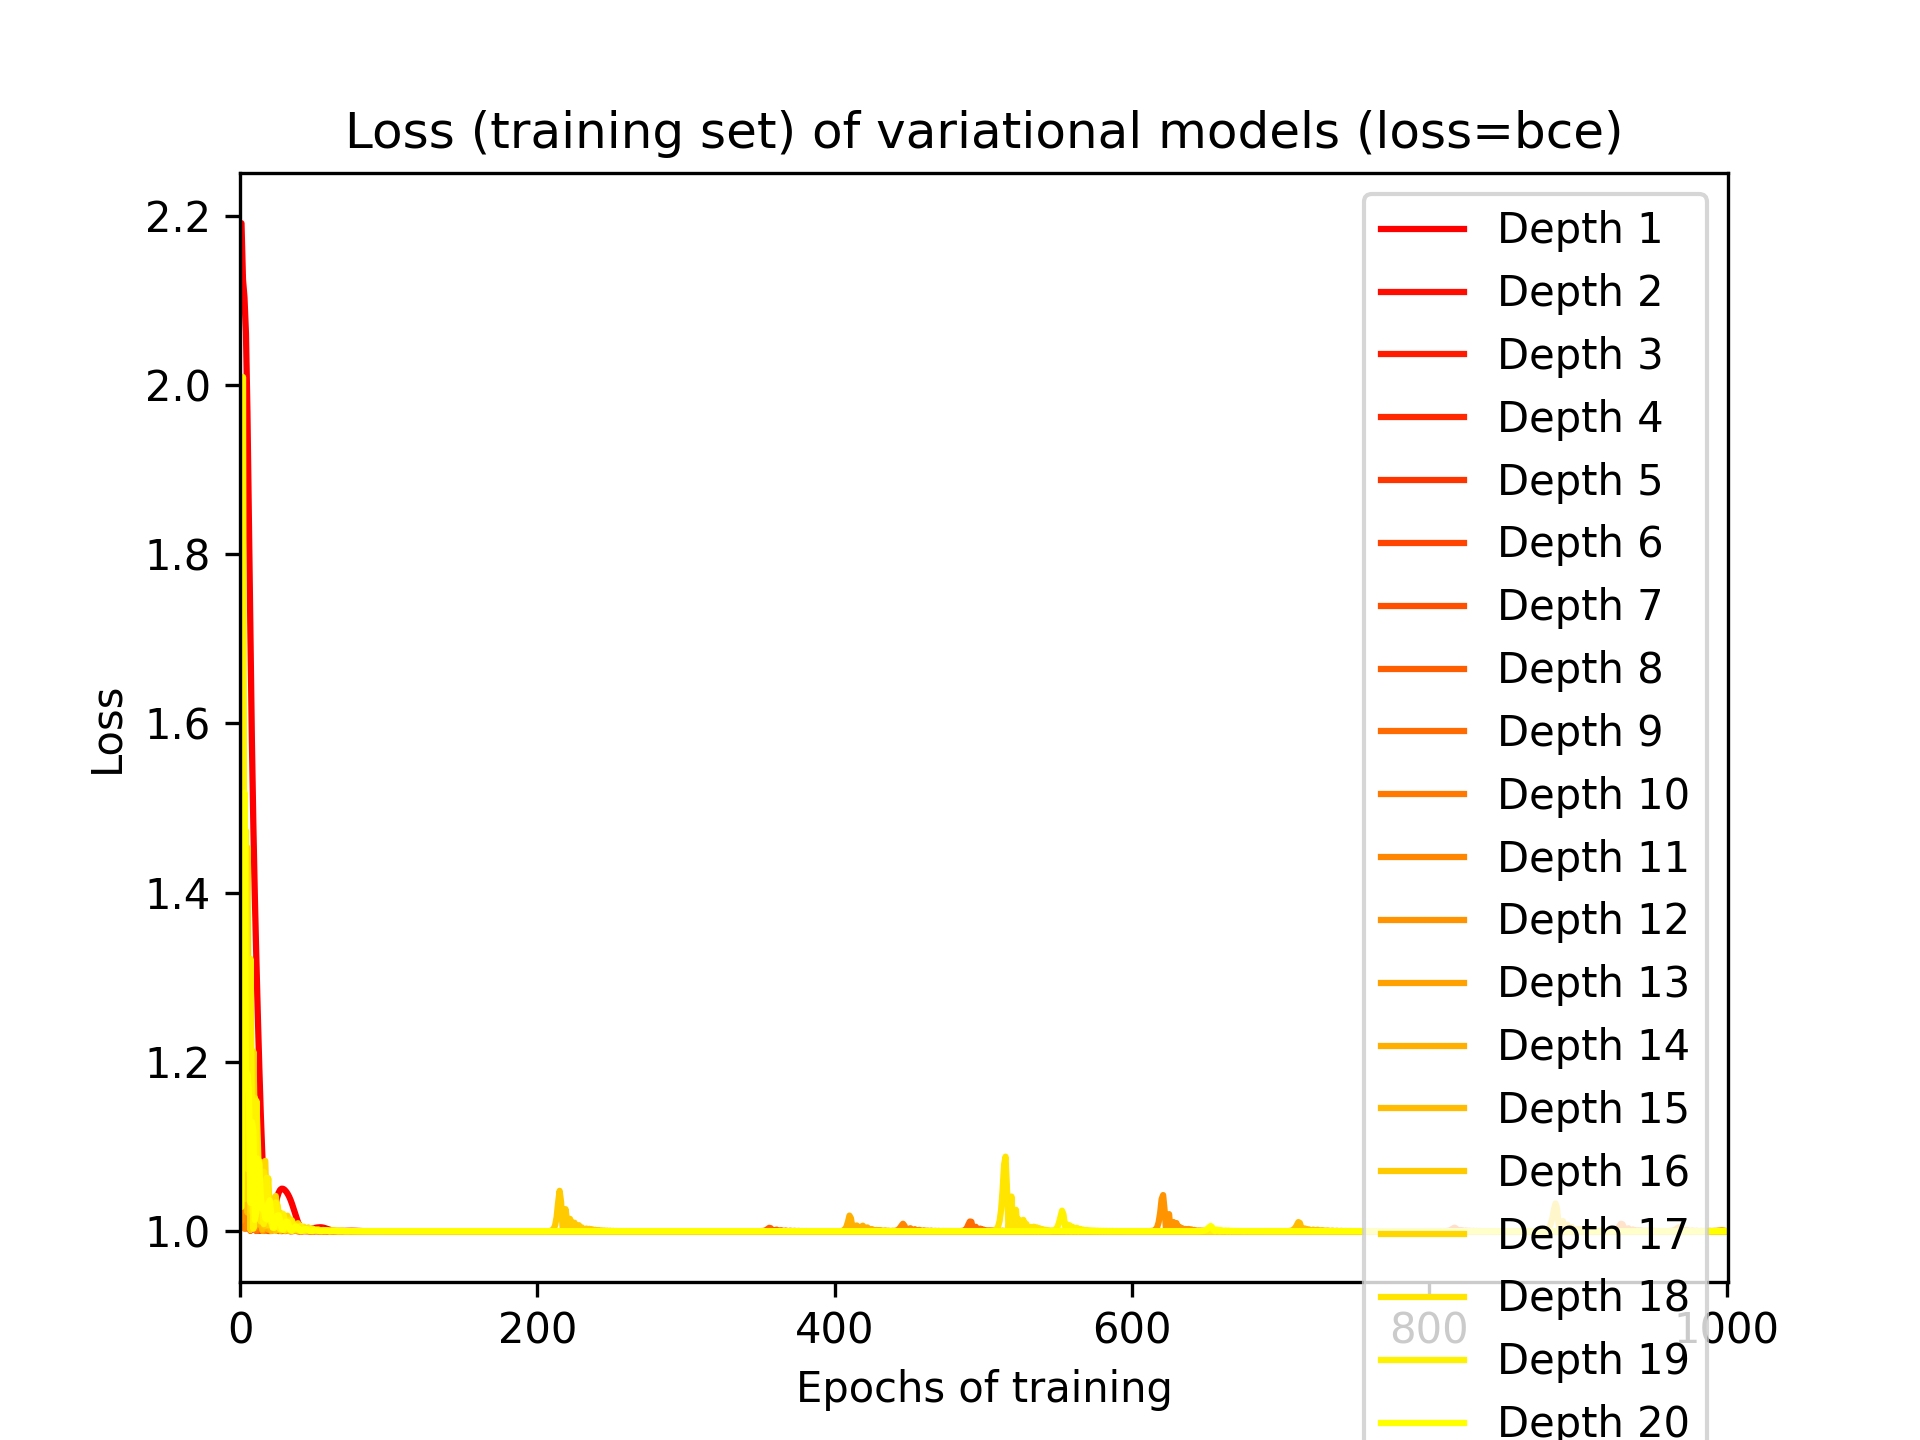 Loss (training set) of variational models (loss=bce)
Loss
2.2
2.0
1.8
1.6
1.4
1.2
1.0
0 200 400 600 800 1000
Epochs of training
Depth 1
Depth 2
Depth 3
Depth 4
Depth 5
Depth 6
Depth 7
Depth 8
Depth 9
Depth 10
Depth 11
Depth 12
Depth 13
Depth 14
Depth 15
Depth 16
Depth 17
Depth 18
Depth 19
Depth 20